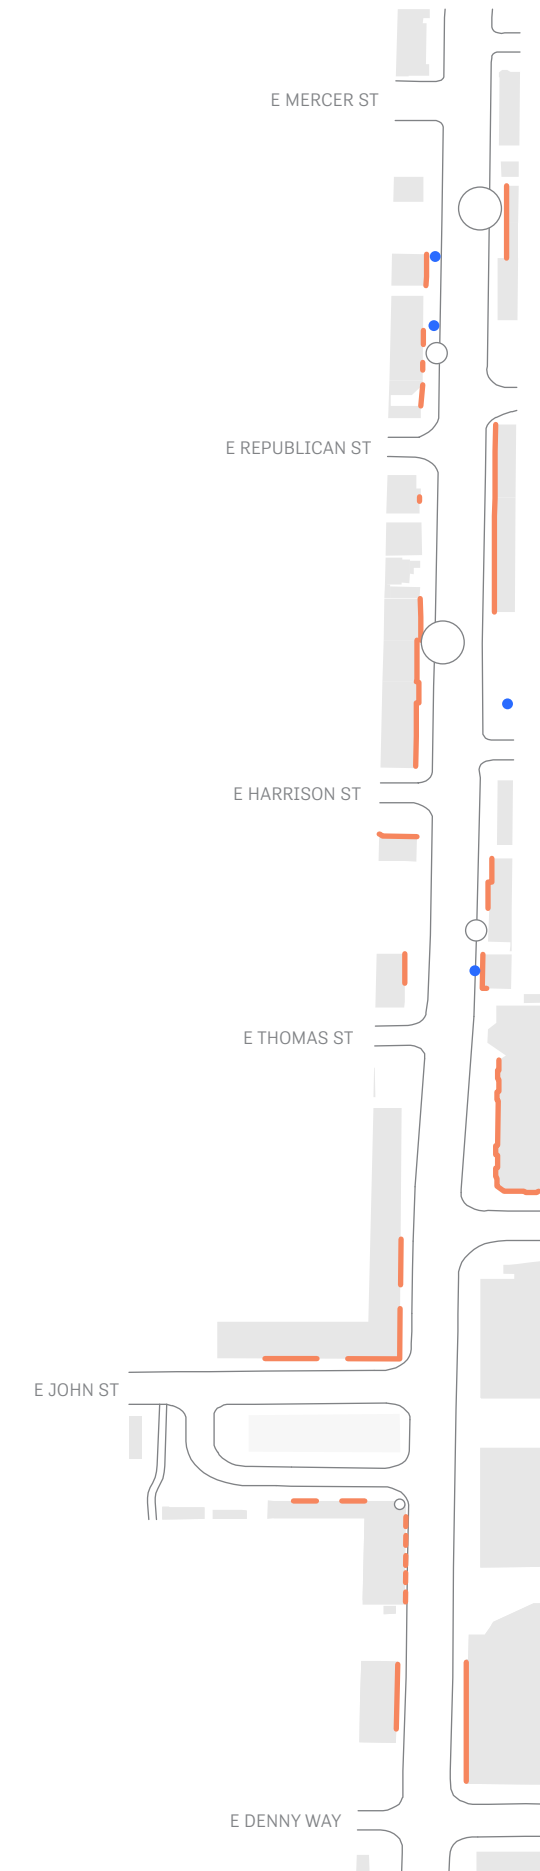 E MERCER ST
E REPUBLICAN ST
E HARRISON ST
E THOMAS ST
E JOHN ST
E DENNY WAY